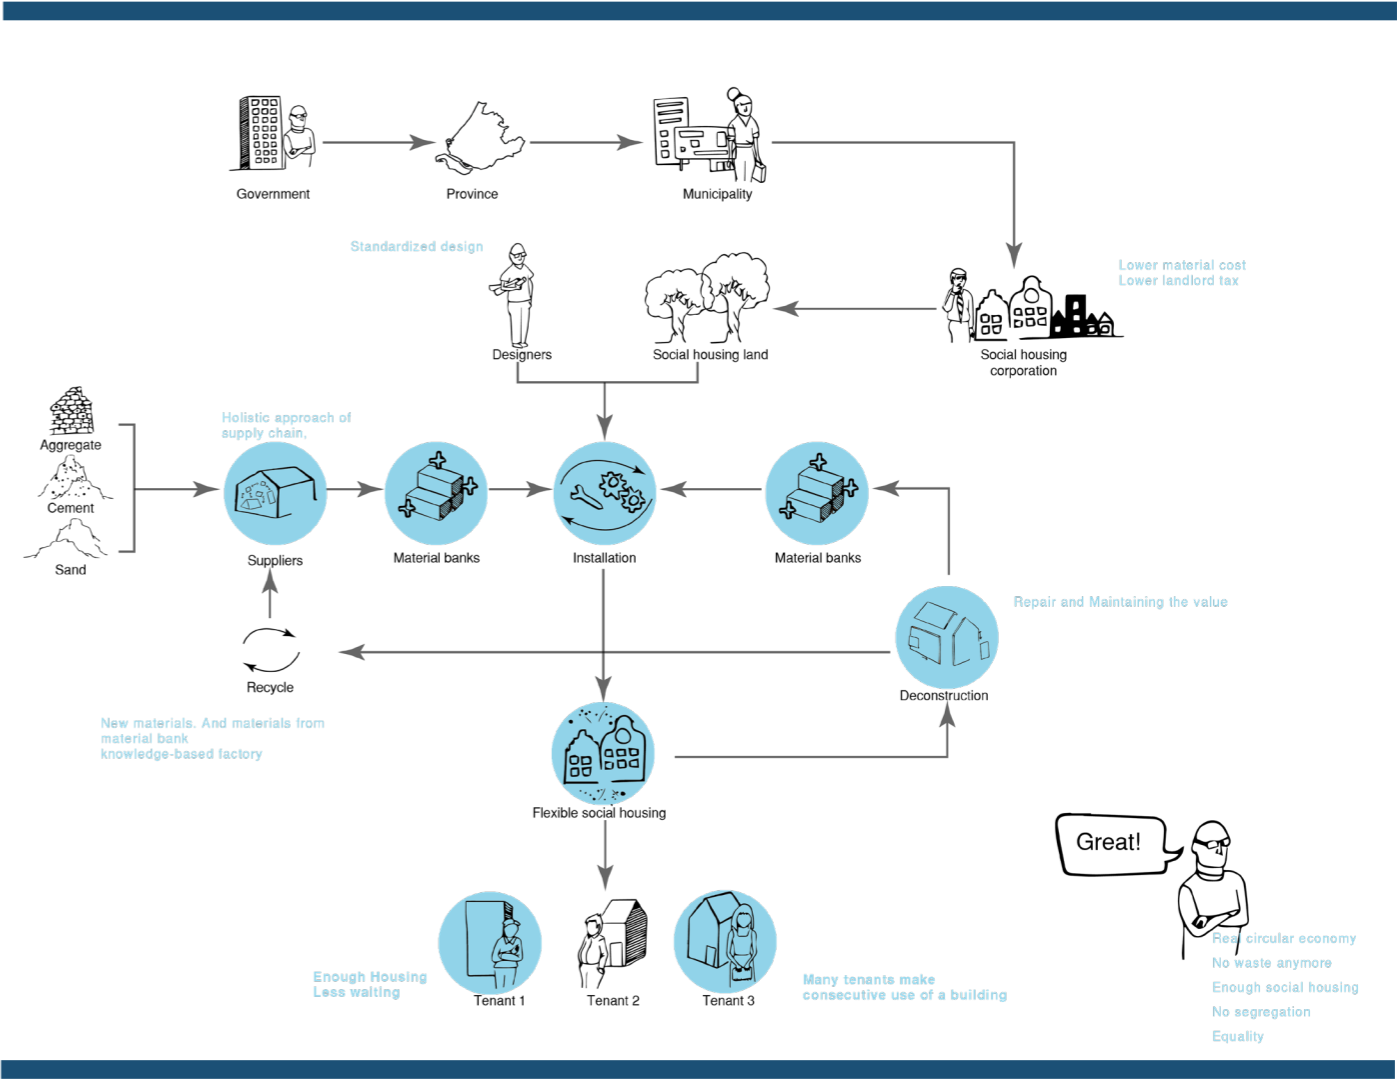 Government
Province
Municipality
Standardized design
Lower material cost
Lower landlord tax
Designers
Social housing land
Social housing
corporation
Aggregate
Cement
Sand
Holistic approach of
supply chain,
Suppliers
Material banks
Installation
Material banks
Repair and Maintaining the value
Recycle
Deconstruction
New materials. And materials from
material bank
knowledge-based factory
Flexible social housing
Great!
Enough Housing
Less waiting
Tenant 1
Tenant 2
Tenant 3
Many tenants make
consecutive use of a building
Real circular economy
No waste anymore
Enough social housing
No segregation
Equality